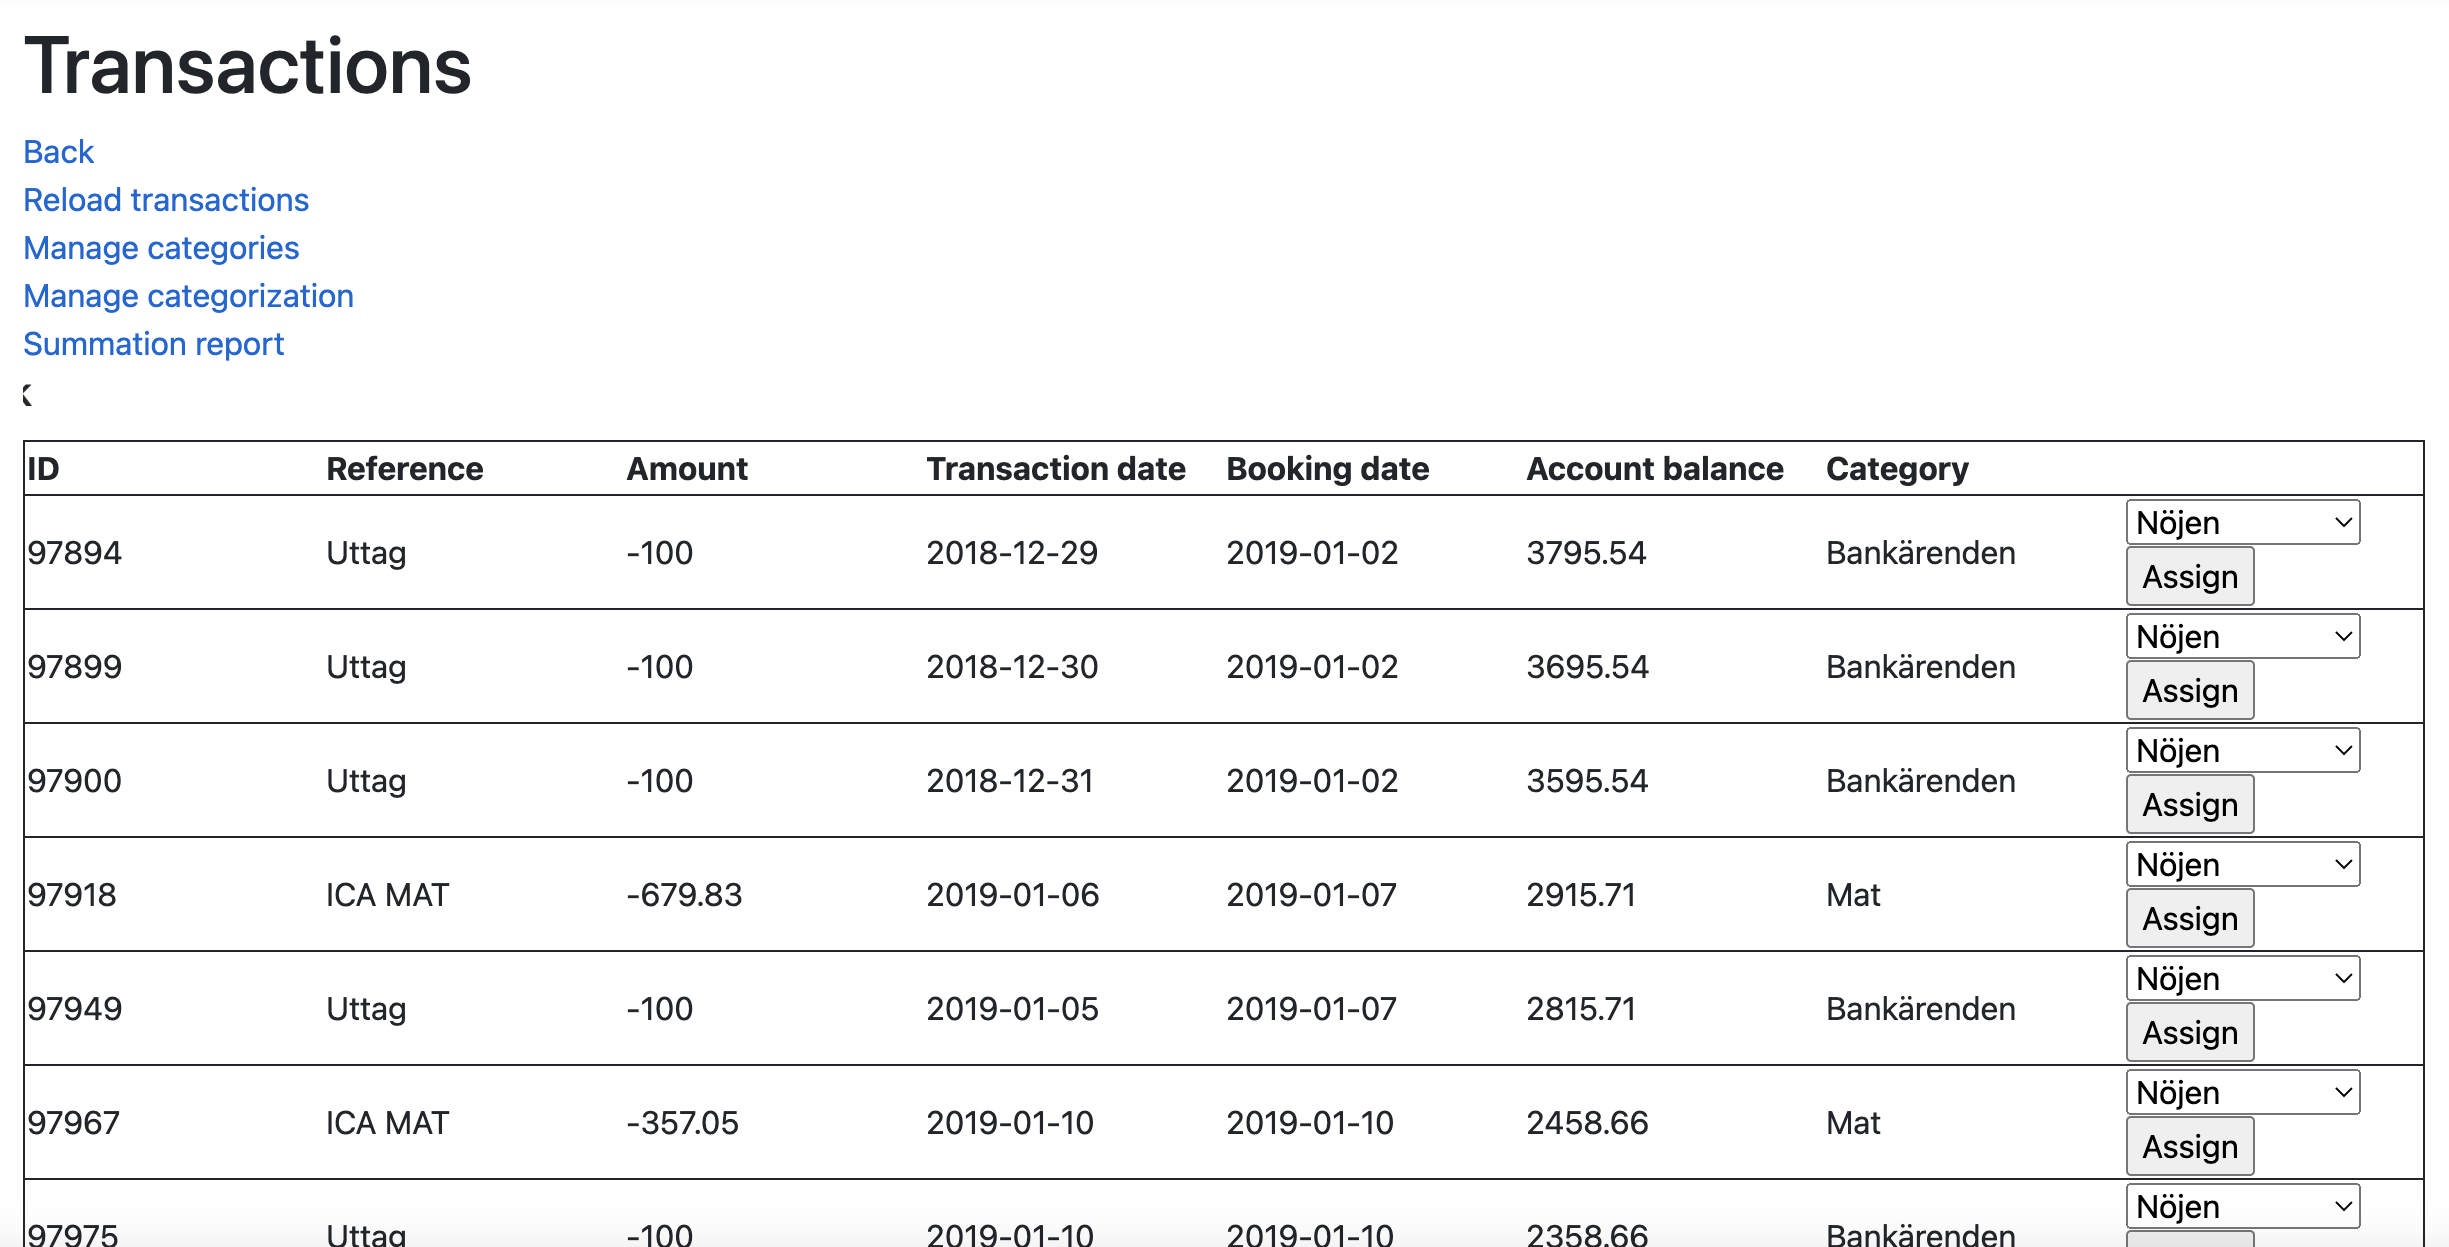 Transactions
Back
Reload transactions
Manage categories
Manage categorization
Summation report
ID Reference Amount Transaction date Booking date Account balance Category
97894 Uttag -100 2018-12-29 2019-01-02 3795.54 Bankärenden Nöjen
Assign
97899 Uttag -100 2018-12-30 2019-01-02 3695.54 Bankärenden Nöjen
Assign
97900 Uttag -100 2018-12-31 2019-01-02 3595.54 Bankärenden Nöjen
Assign
97918 ICA MAT -679.83 2019-01-06 2019-01-07 2915.71 Mat Nöjen
Assign
97949 Uttag -100 2019-01-05 2019-01-07 2815.71 Bankärenden Nöjen
Assign
97967 ICA MAT -357.05 2019-01-10 2019-01-10 2458.66 Mat Nöjen
Assign
97975 Uttag -100 2019-01-10 2019-01-10 2358.66 Bankärenden Nöjen